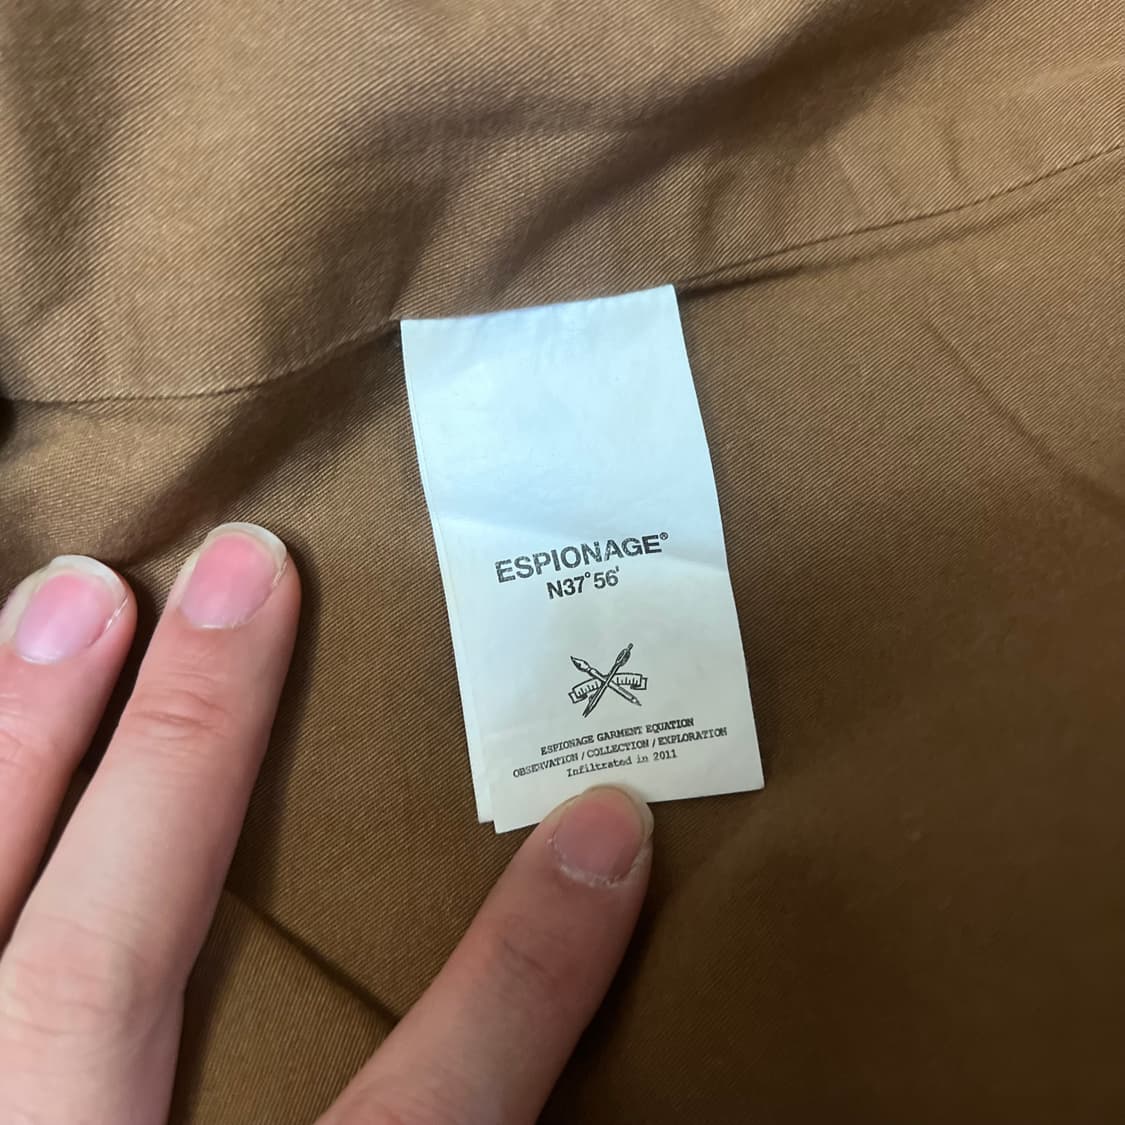 ESPIONAGE®
N37°56'
ESPIONAGE GARMENT EQUATION
OBSERVATION / COLLECTION / EXPLORATION
Infiltrated in 2011